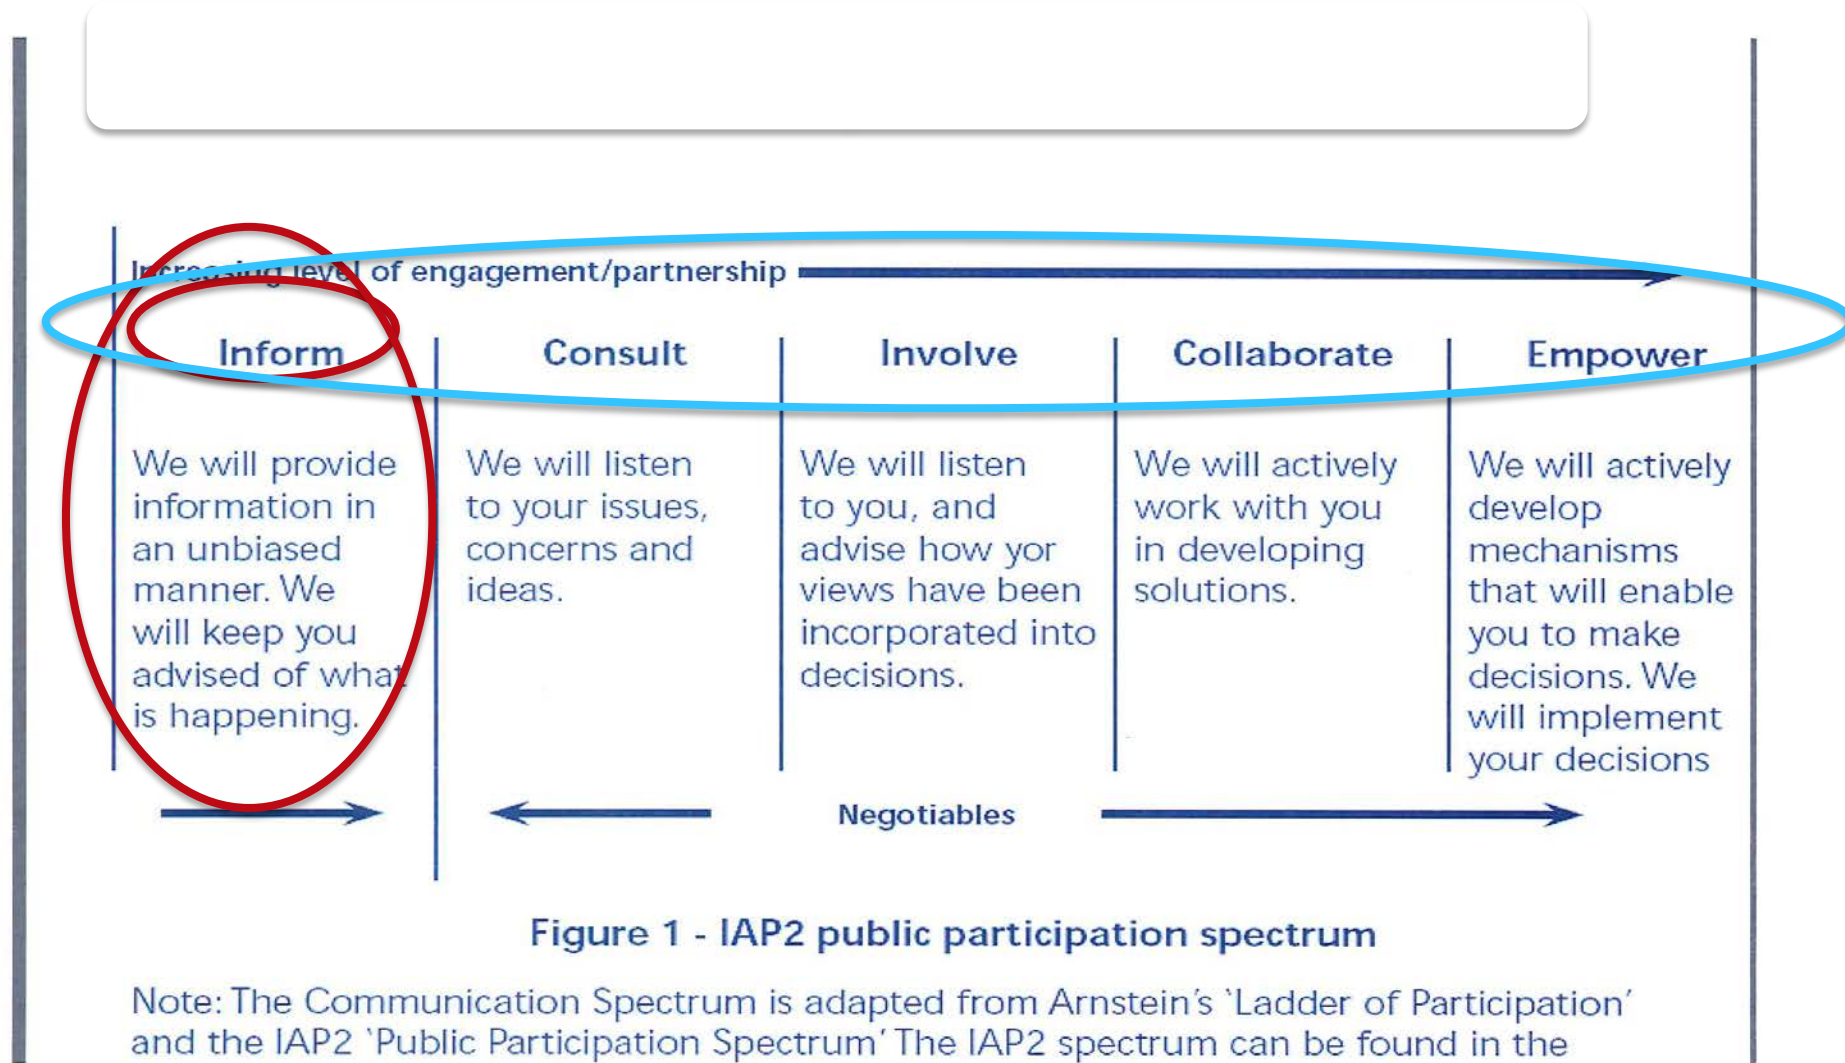 Increasing level of engagement/partnership
Inform
Consult
Involve
Collaborate
Empower
We will provide
information in
an unbiased
manner. We
will keep you
advised of what
is happening.
We will listen
to your issues,
concerns and
ideas.
We will listen
to you, and
advise how yor
views have been
incorporated into
decisions.
We will actively
work with you
in developing
solutions.
We will actively
develop
mechanisms
that will enable
you to make
decisions. We
will implement
your decisions
Negotiables
Figure 1 - IAP2 public participation spectrum
Note: The Communication Spectrum is adapted from Arnstein's 'Ladder of Participation'
and the IAP2 'Public Participation Spectrum' The IAP2 spectrum can be found in the